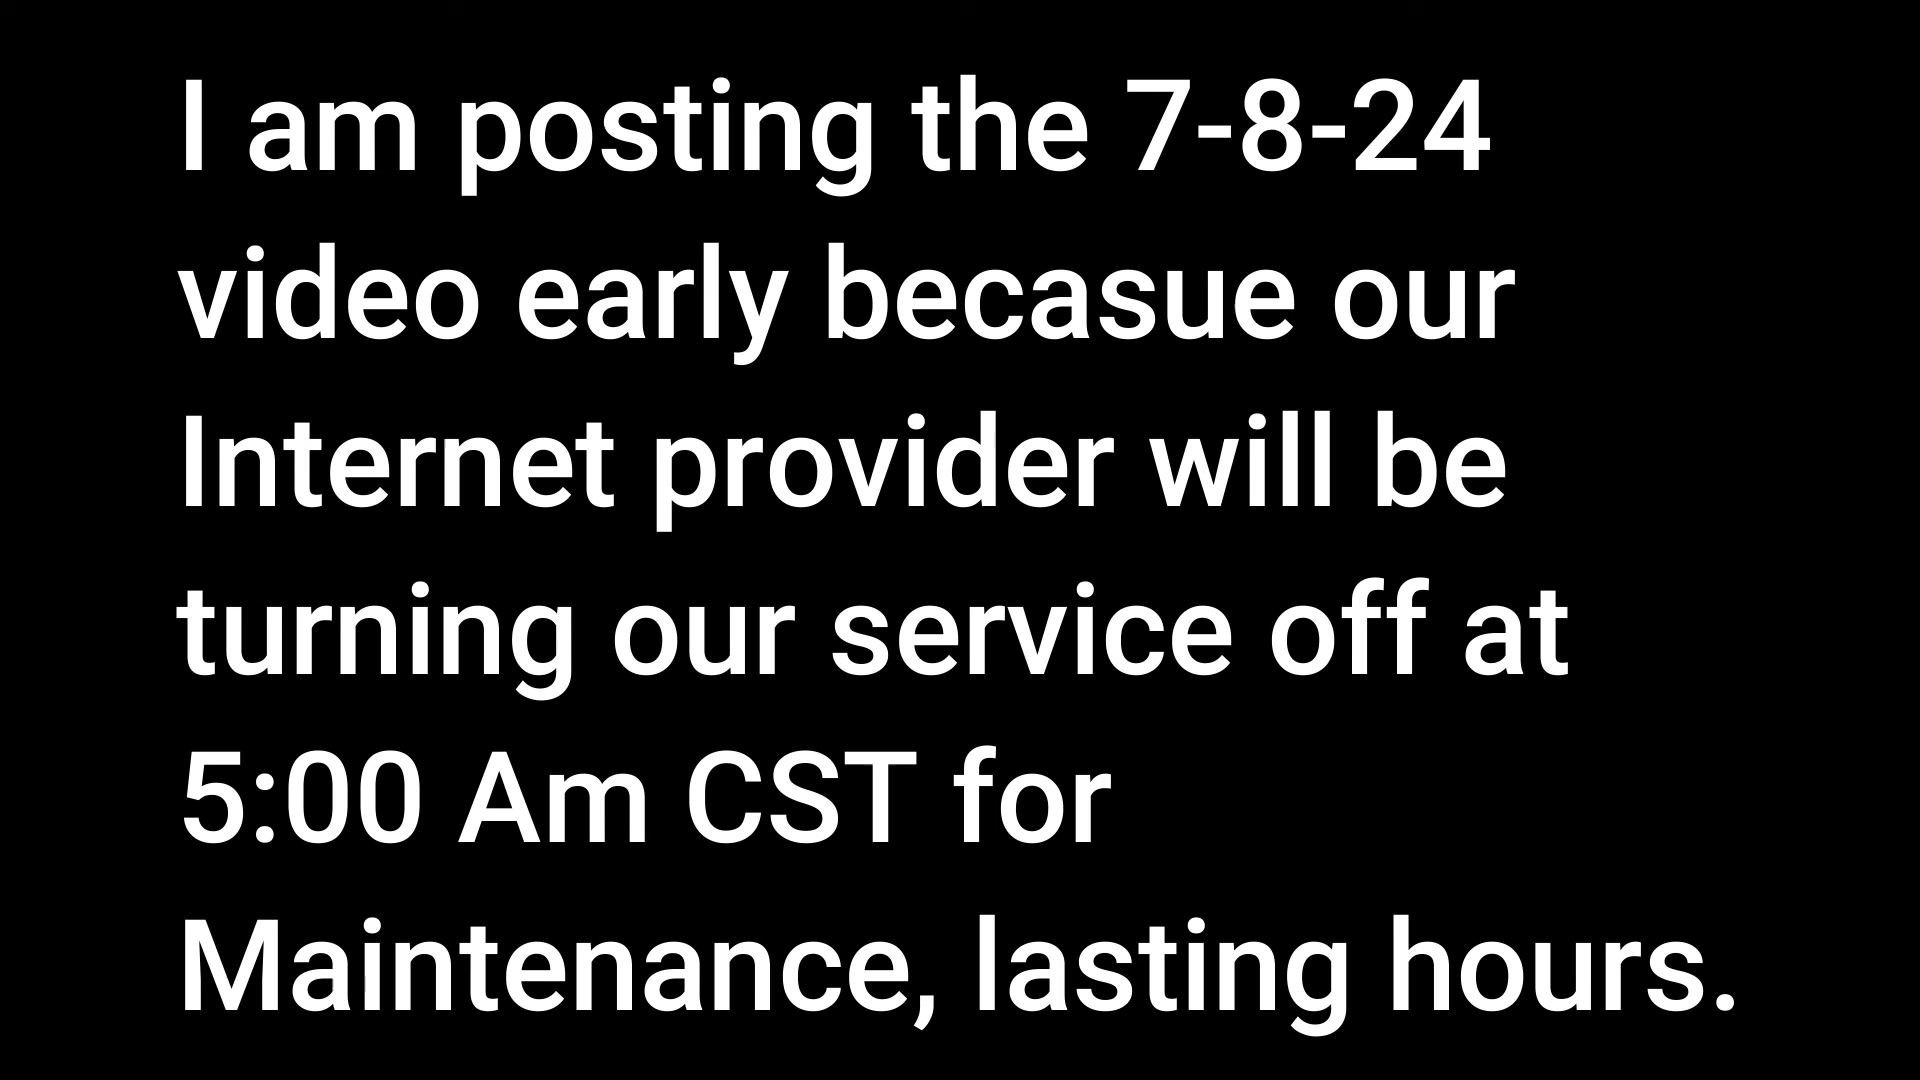 I am posting the 7-8-24
video early becasue our
Internet provider will be
turning our service off at
5:00 Am CST for
Maintenance, lasting hours.